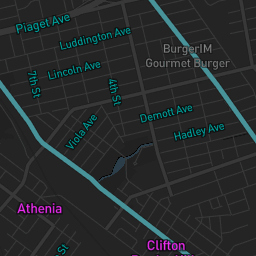 Piaget Ave
Luddington Ave
BurgerIM
Gourmet Burger
Lincoln Ave
7th St
4th St
Demott Ave
Hadley Ave
Viola Ave
Athenia
St
Clifton